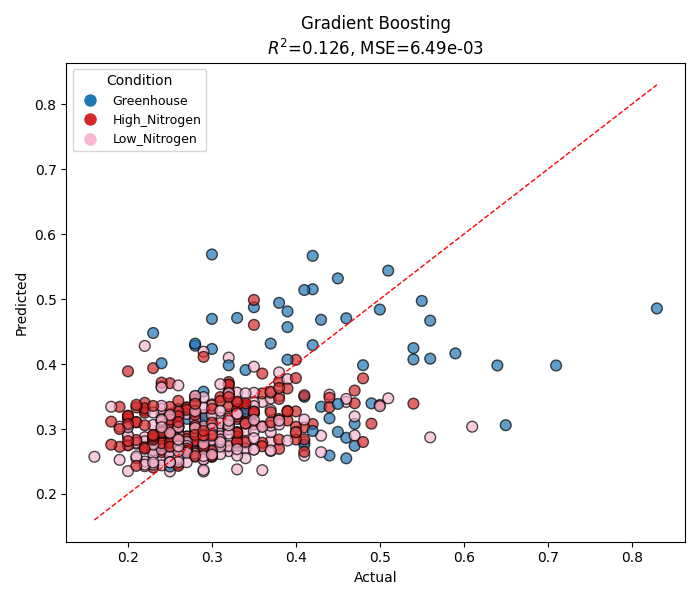 Gradient Boosting
R²=0.126, MSE=6.49e-03
Condition
Greenhouse
High_Nitrogen
Low_Nitrogen
0.8
0.7
0.6
0.5
0.4
0.3
0.2
Predicted
0.2 0.3 0.4 0.5 0.6 0.7 0.8
Actual